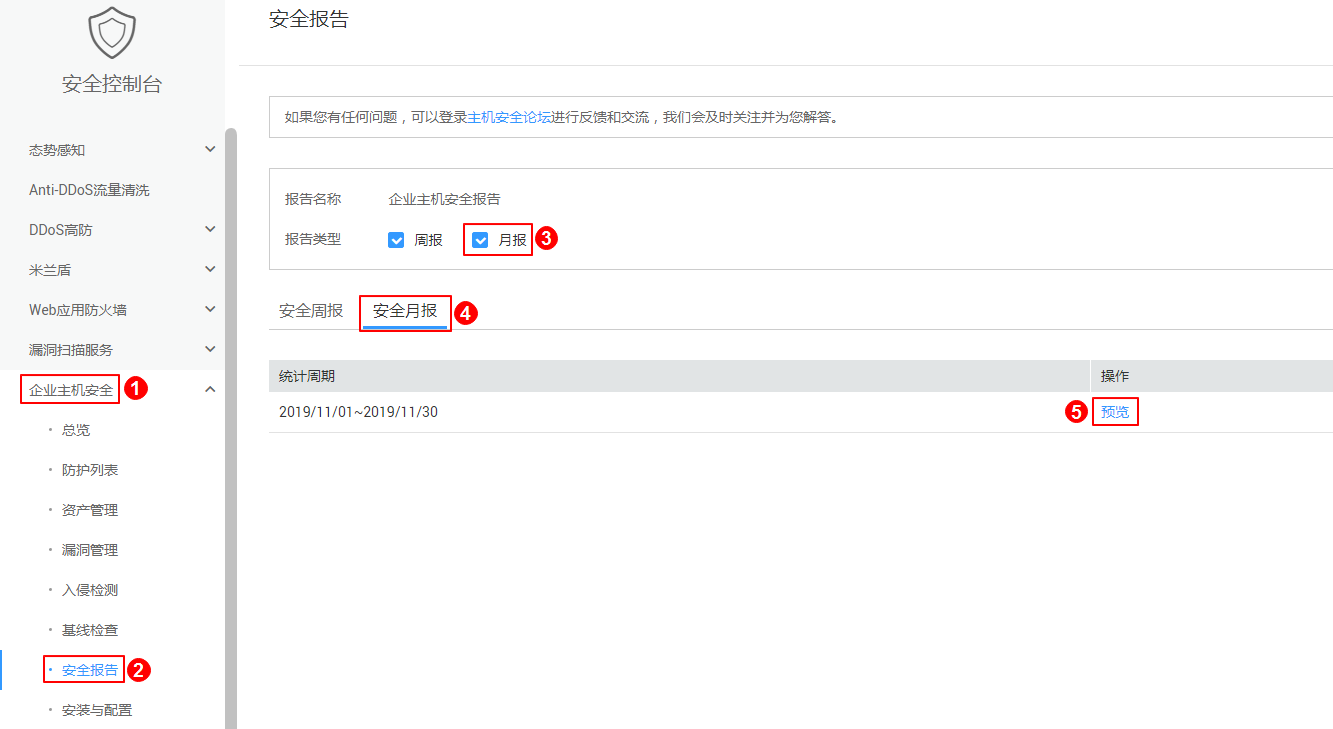 安全控制台
态势感知
Anti-DDoS流量清洗
DDoS高防
米兰盾
Web应用防火墙
漏洞扫描服务
企业主机安全 1
· 总览
· 防护列表
· 资产管理
· 漏洞管理
· 入侵检测
· 基线检查
· 安全报告 2
· 安装与配置
安全报告
如果您有任何问题，可以登录主机安全论坛进行反馈和交流，我们会及时关注并为您解答。
报告名称 企业主机安全报告
报告类型 周报 月报 3
安全周报 安全月报 4
统计周期 操作
2019/11/01~2019/11/30 5 预览